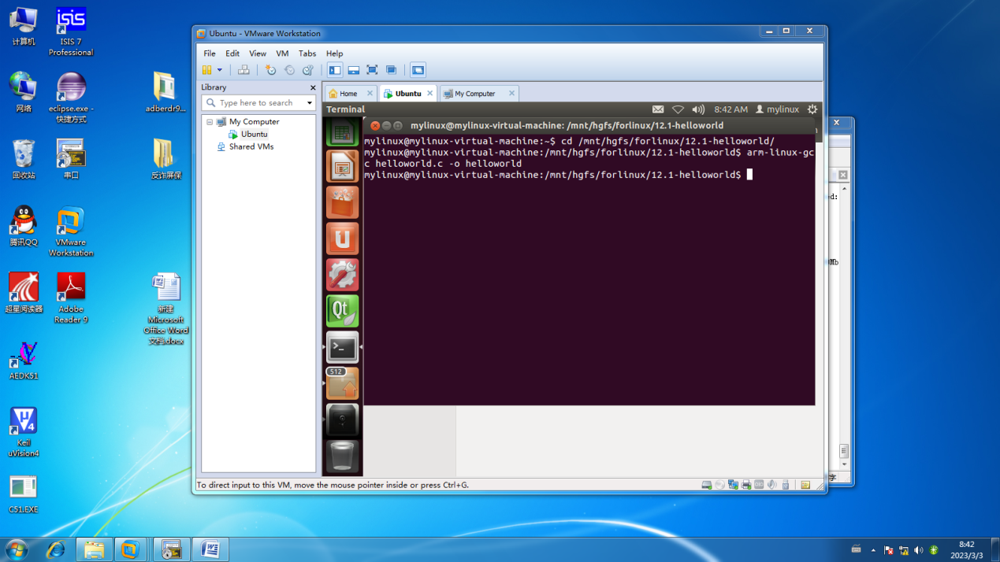 计算机
ISIS 7
Professional
网络
eclipse.exe -
快捷方式
adberdr9...
回收站
串口
反诈屏保
腾讯QQ
VMware
Workstation
超星阅读器
Adobe
Reader 9
新建
Microsoft
Office Word
文档.docx
AEDK51
Keil
uVision4
C51.EXE
Ubuntu - VMware Workstation
File Edit View VM Tabs Help
Library
Type here to search
My Computer
Ubuntu
Shared VMs
Home Ubuntu My Computer
Terminal 8:42 AM mylinux
mylinux@mylinux-virtual-machine: /mnt/hgfs/forlinux/12.1-helloworld
mylinux@mylinux-virtual-machine:~$ cd /mnt/hgfs/forlinux/12.1-helloworld/
mylinux@mylinux-virtual-machine:/mnt/hgfs/forlinux/12.1-helloworld$ arm-linux-gc
c helloworld.c -o helloworld
mylinux@mylinux-virtual-machine:/mnt/hgfs/forlinux/12.1-helloworld$
Qt
512
To direct input to this VM, move the mouse pointer inside or press Ctrl+G.
8:42
2023/3/3